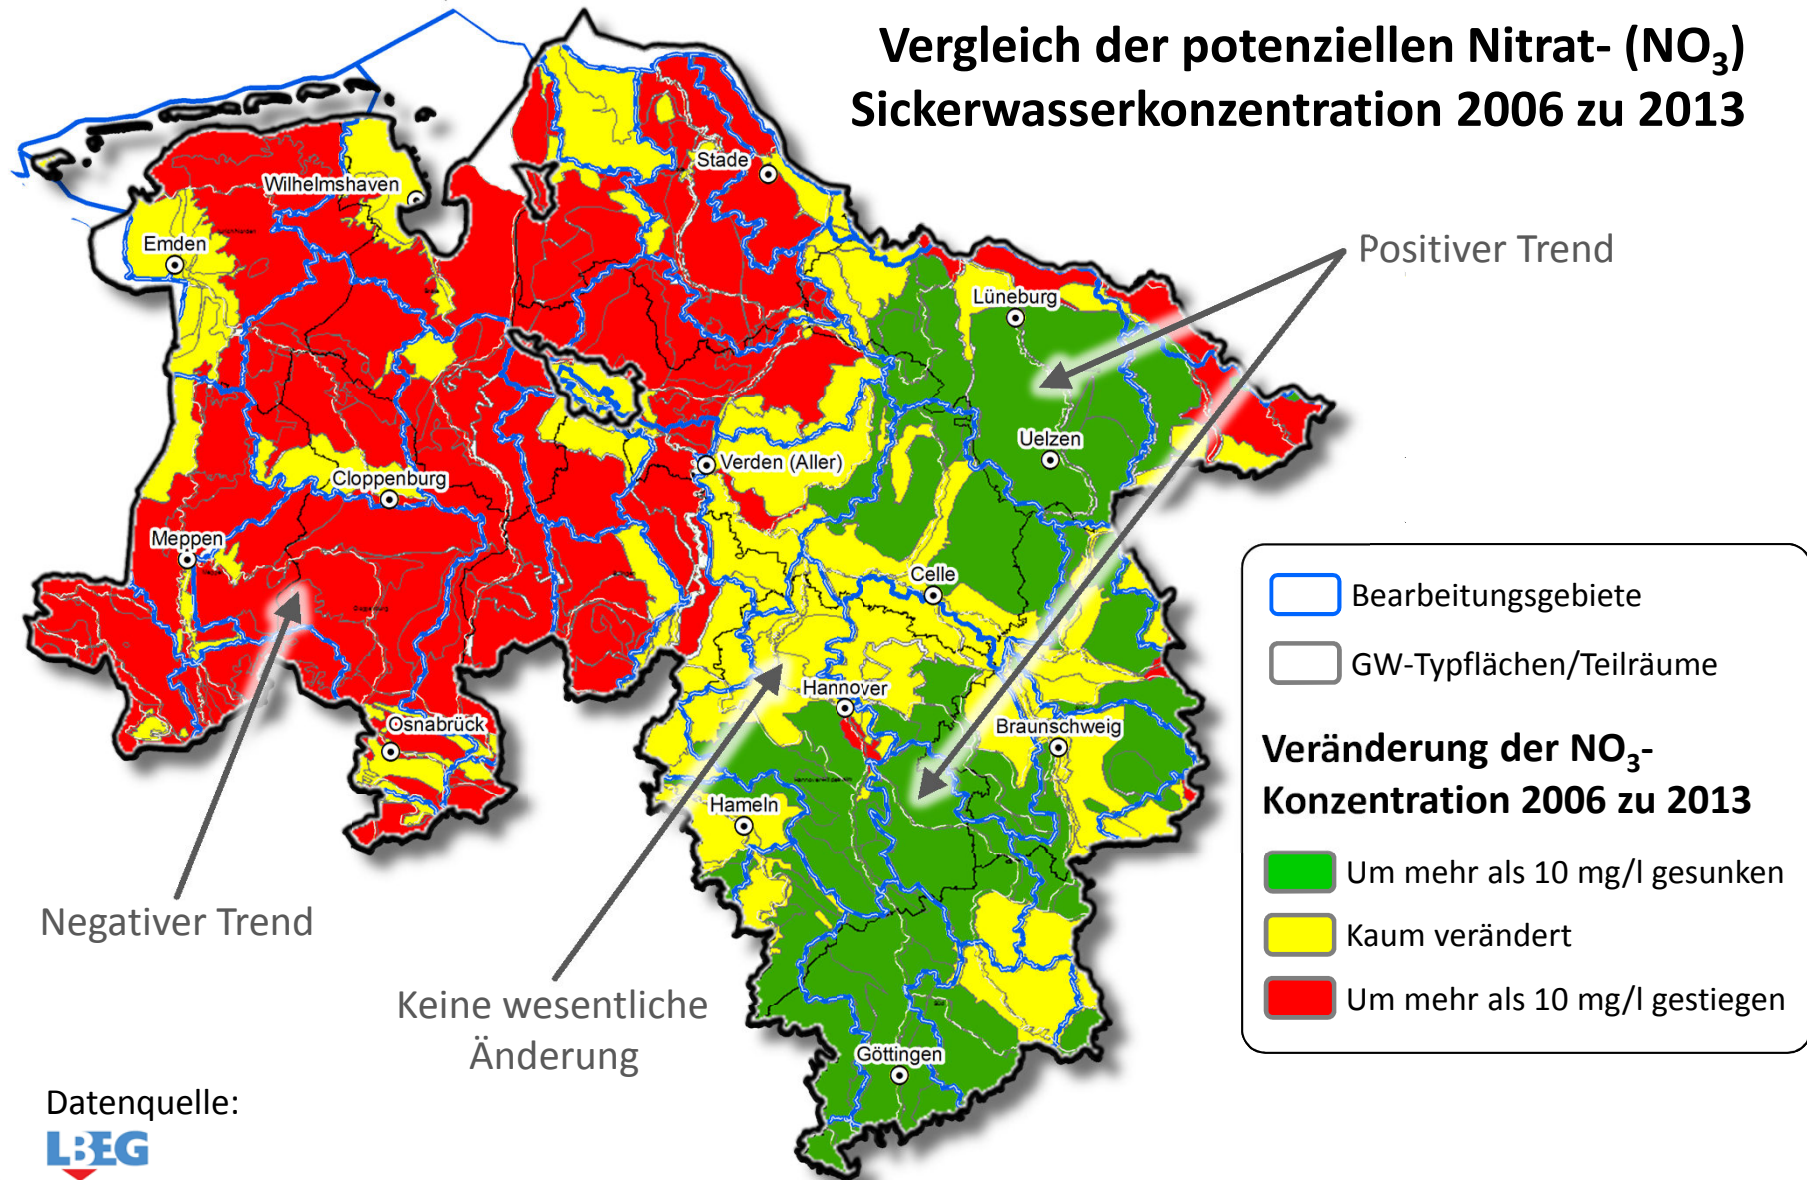 Vergleich der potenziellen Nitrat- (NO₃)
Sickerwasserkonzentration 2006 zu 2013
Stade
Wilhelmshaven
Emden
Positiver Trend
Lüneburg
Uelzen
Verden (Aller)
Cloppenburg
Meppen
Celle
Hannover
Osnabrück
Braunschweig
Hameln
Göttingen
Negativer Trend
Keine wesentliche
Änderung
Bearbeitungsgebiete
GW-Typflächen/Teilräume
Veränderung der NO₃-
Konzentration 2006 zu 2013
Um mehr als 10 mg/l gesunken
Kaum verändert
Um mehr als 10 mg/l gestiegen
Datenquelle:
LBEG